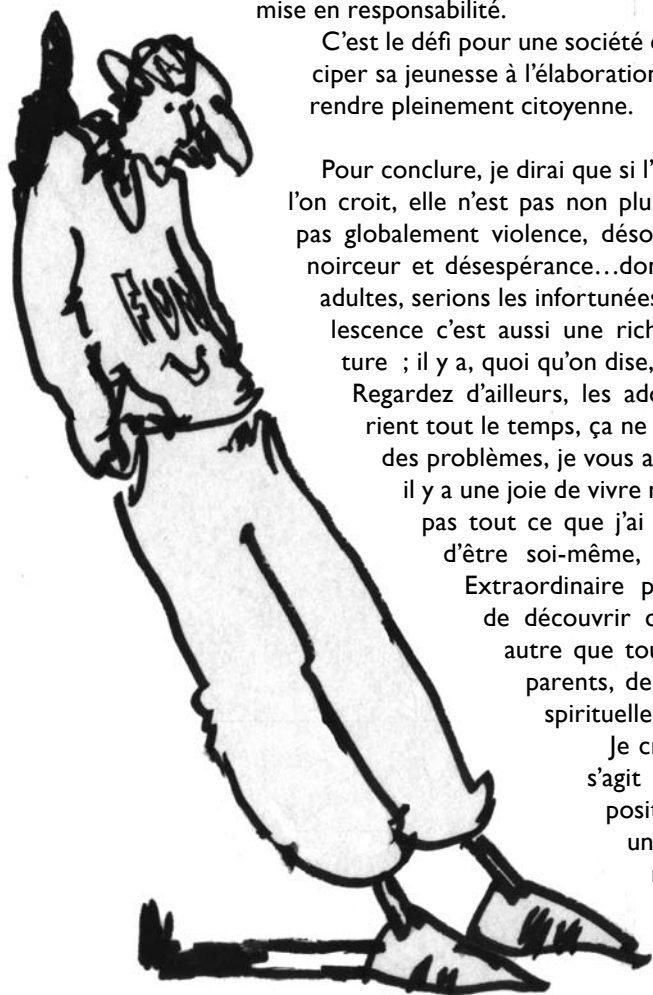 mise en responsabilité.
C'est le défi pour une société
ciper sa jeunesse à l'élaboration
rendre pleinement citoyenne.
Pour conclure, je dirai que si l'
l'on croit, elle n'est pas non plus
pas globalement violence, déso
noirceur et désespérance…don
adultes, serions les infortunées
lescence c'est aussi une rich
ture ; il y a, quoi qu'on dise,
Regardez d'ailleurs, les ado
rient tout le temps, ça ne
des problèmes, je vous a
il y a une joie de vivre
pas tout ce que j'ai
d'être soi-même,
Extraordinaire p
de découvrir
autre que tou
parents, de
spirituelle
Je cr
s'agit
posit
un
FUN